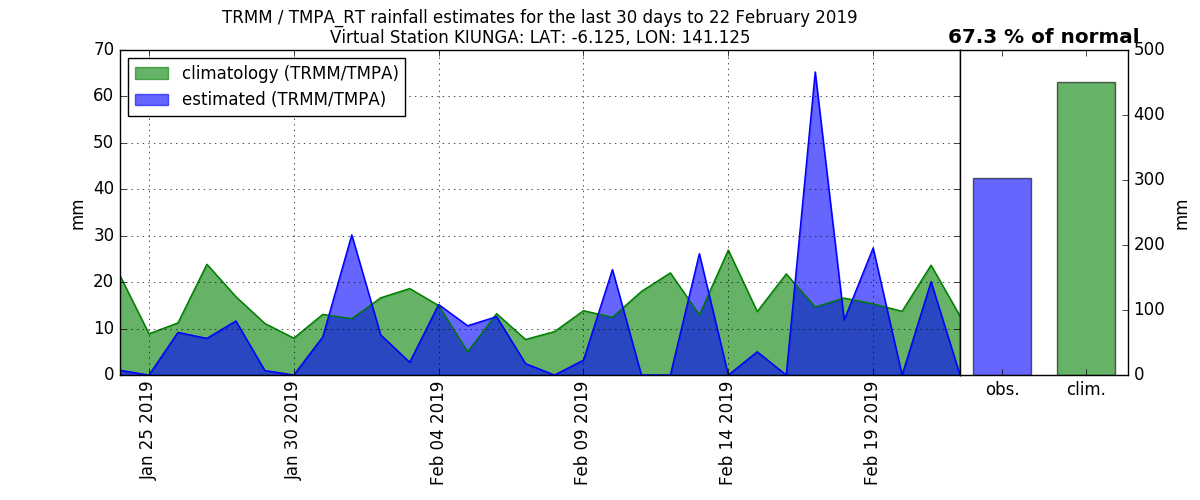 TRMM / TMPA_RT rainfall estimates for the last 30 days to 22 February 2019
Virtual Station KIUNGA: LAT: -6.125, LON: 141.125
67.3 % of normal
climatology (TRMM/TMPA)
estimated (TRMM/TMPA)
70
60
50
40
30
20
10
0
mm
Jan 25 2019
Jan 30 2019
Feb 04 2019
Feb 09 2019
Feb 14 2019
Feb 19 2019
obs.
clim.
500
400
300
200
100
0
mm